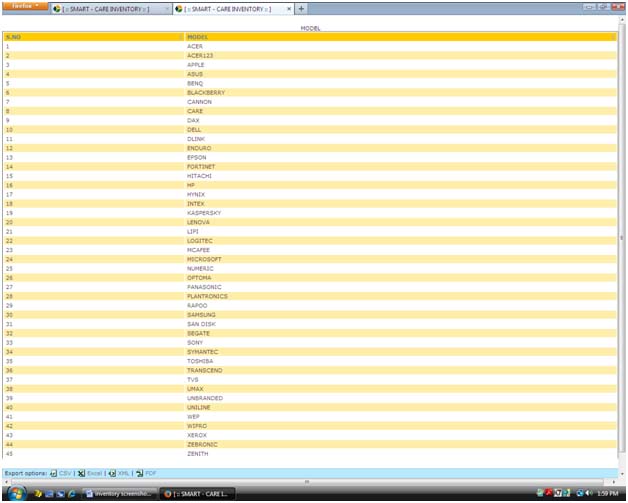 Firefox
[ :: SMART - CARE INVENTORY :: ]
[ :: SMART - CARE INVENTORY :: ]
MODEL
S.NO MODEL
1 ACER
2 ACER123
3 APPLE
4 ASUS
5 BENQ
6 BLACKBERRY
7 CANNON
8 CARE
9 DAX
10 DELL
11 DLINK
12 ENDURO
13 EPSON
14 FORTINET
15 HITACHI
16 HP
17 HYNIX
18 INTEX
19 KASPERSKY
20 LENOVA
21 LIPI
22 LOGITEC
23 MCAFEE
24 MICROSOFT
25 NUMERIC
26 OPTOMA
27 PANASONIC
28 PLANTRONICS
29 RAPOO
30 SAMSUNG
31 SAN DISK
32 SEGATE
33 SONY
34 SYMANTEC
35 TOSHIBA
36 TRANSCEND
37 TVS
38 UMAX
39 UNBRANDED
40 UNILINE
41 WEP
42 WIPRO
43 XEROX
44 ZEBRONIC
45 ZENITH
Export options: CSV | Excel | XML | PDF
inventory screensho... [ :: SMART - CARE I... 1:59 PM